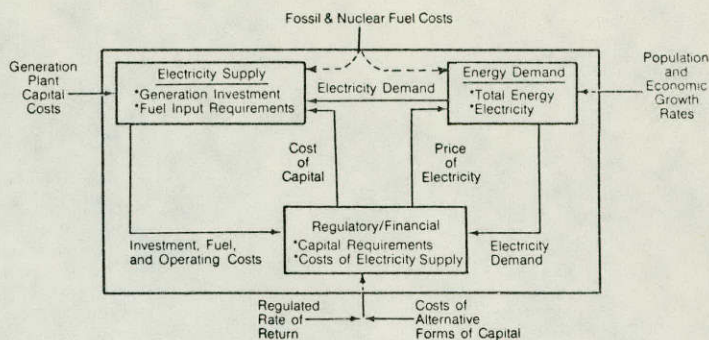 Fossil & Nuclear Fuel Costs
Generation
Plant
Capital
Costs
Electricity Supply
*Generation Investment
*Fuel Input Requirements
Electricity Demand
Energy Demand
*Total Energy
*Electricity
Population
and
Economic
Growth
Rates
Cost
of
Capital
Price
of
Electricity
Investment, Fuel,
and Operating Costs
Regulatory/Financial
*Capital Requirements
*Costs of Electricity Supply
Electricity
Demand
Regulated
Rate of
Return
Costs of
Alternative
Forms of Capital